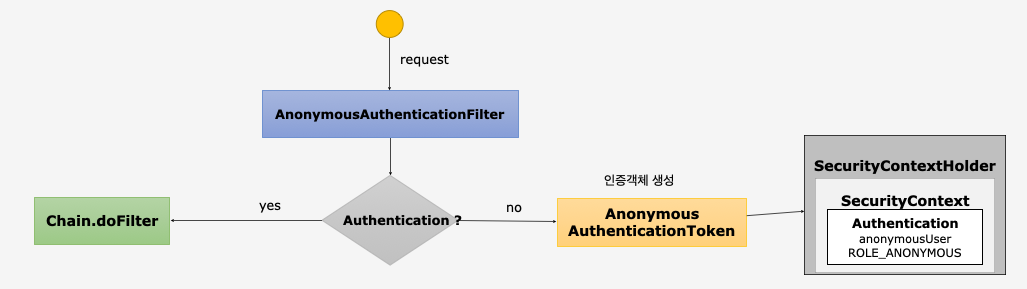 request
AnonymousAuthenticationFilter
인증객체 생성
SecurityContextHolder
SecurityContext
Authentication
anonymousUser
ROLE_ANONYMOUS
Chain.doFilter
yes
Authentication ?
no
Anonymous
AuthenticationToken